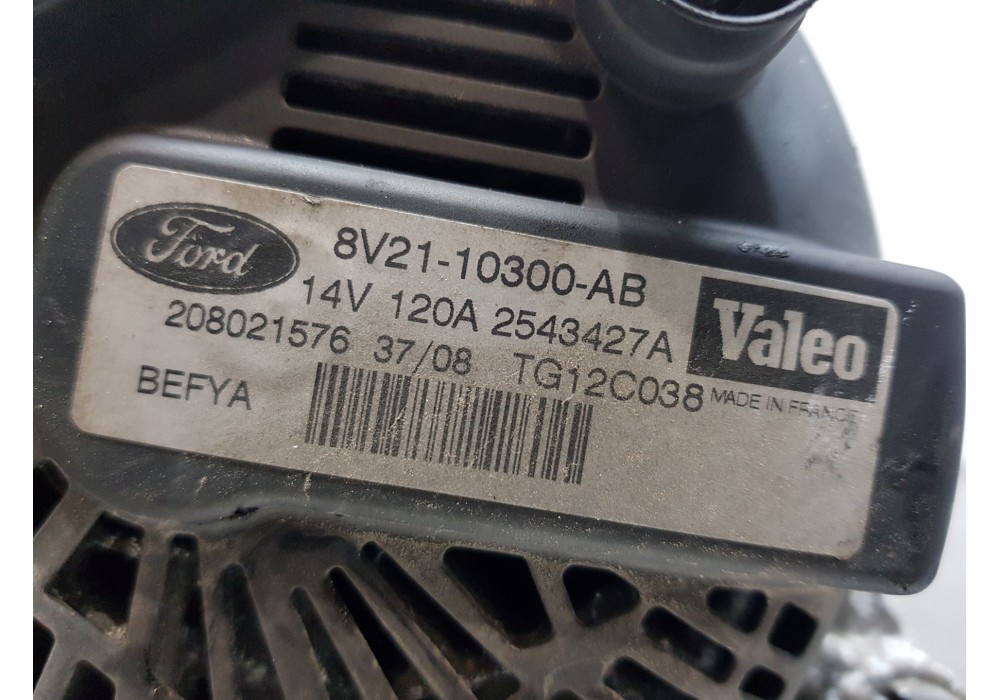 Ford
8V21-10300-AB
14V 120A 2543427A
Valeo
208021576 37/08 TG12C038
MADE IN FRANCE
BEFYA